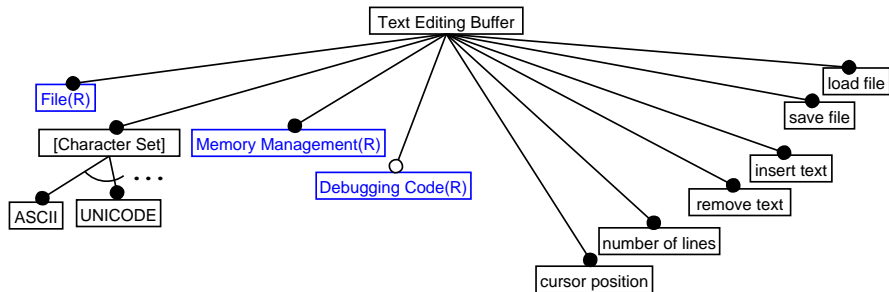 Text Editing Buffer
load file
File(R)
save file
[Character Set]
Memory Management(R)
insert text
...
Debugging Code(R)
remove text
ASCII
UNICODE
number of lines
cursor position